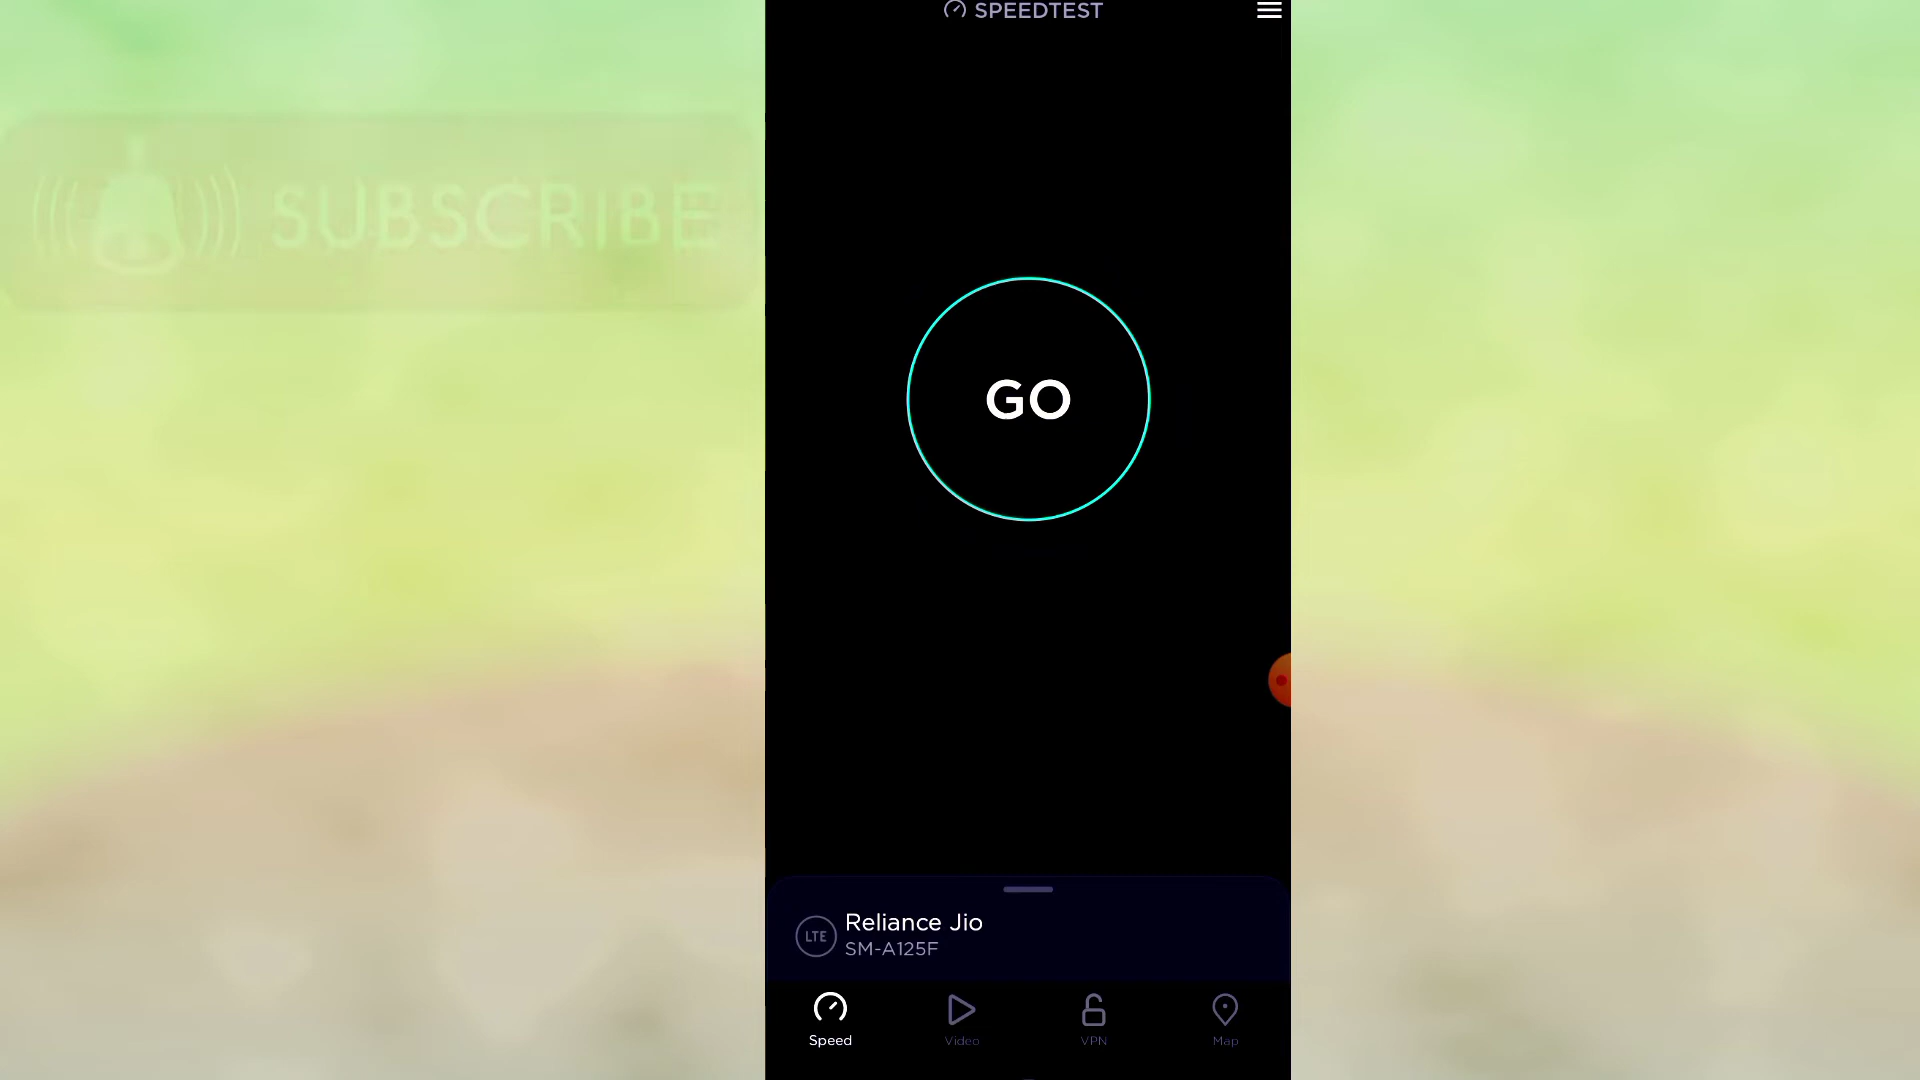 SPEEDTEST
SUBSCRIBE
GO
Reliance Jio
LTE
SM-A125F
Speed
Video
VPN
Map